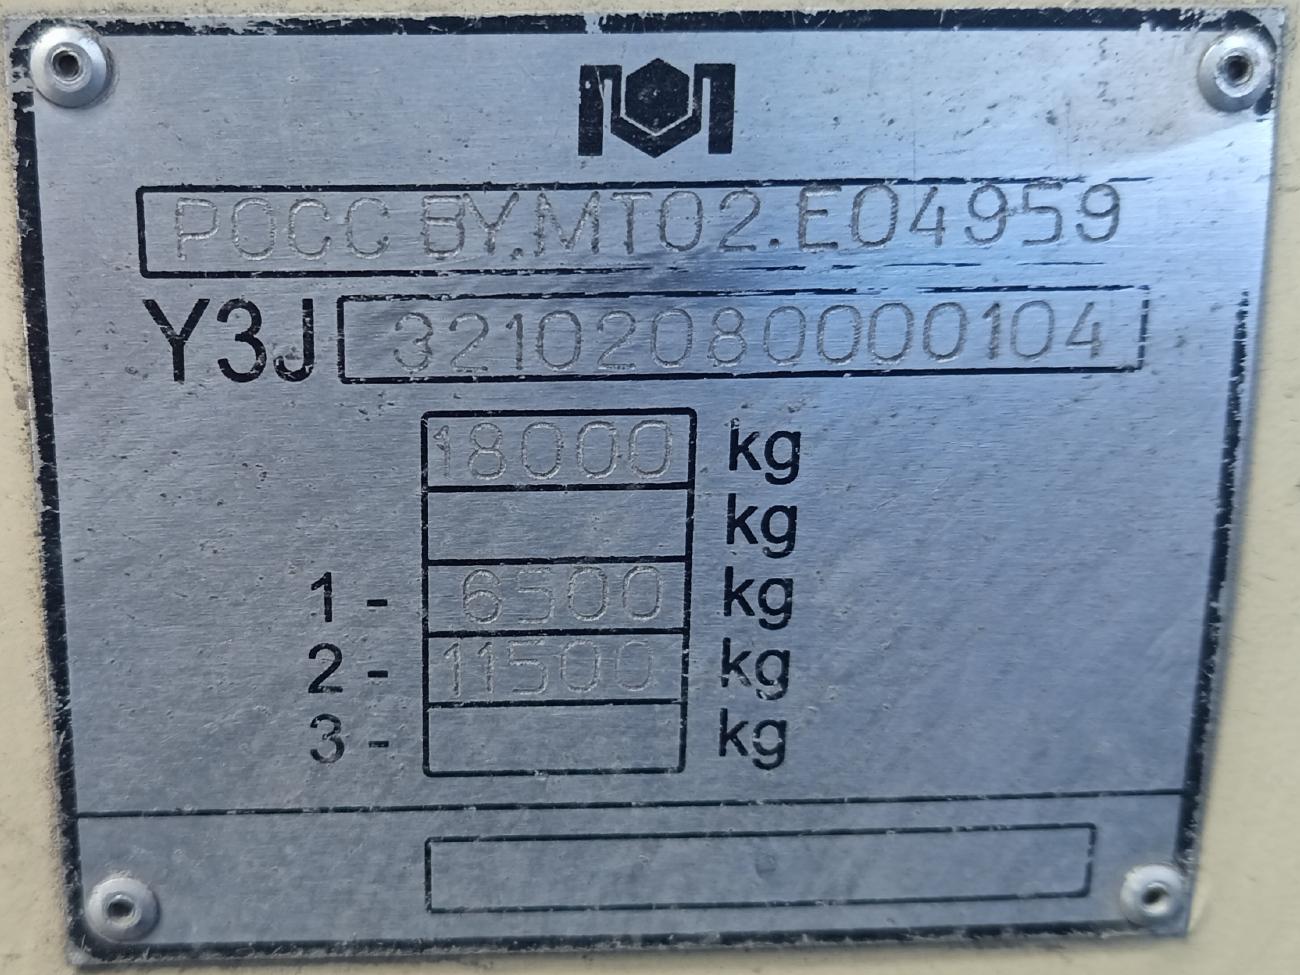 РОСС BY.MT02.E04959
Y3J 32102080000104
18000 kg
kg
1- 6500 kg
2- 11500 kg
3- kg